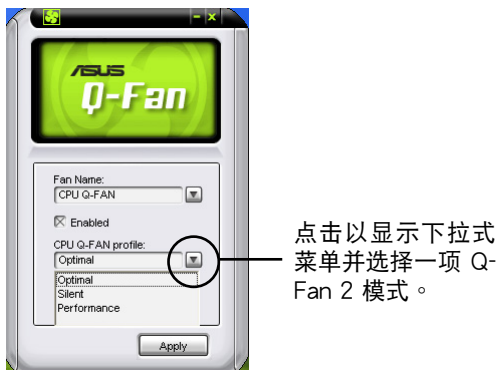 ASUS
Q-Fan
Fan Name:
CPU Q-FAN
Enabled
CPU Q-FAN profile:
Optimal
Optimal
Silent
Performance
Apply
点击以显示下拉式
菜单并选择一项 Q-
Fan 2 模式。